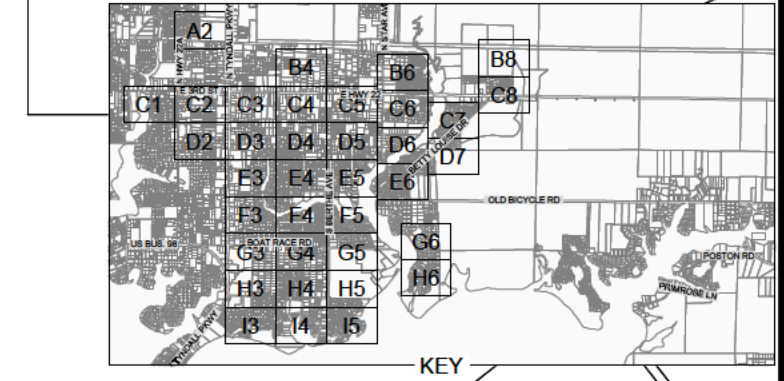 A2
N HWY 22A
N TYNDALL PKWY
N STAR AV
B4
B6
B8
E 3RD ST
E HWY 22
C1
C2
C3
C4
C5
C6
C7
C8
D2
D3
D4
D5
D6
D7
BETTY LOUISE DR
E3
E4
E5
E6
S BERTHE AVE
OLD BICYCLE RD
F3
F4
F5
US BUS. 98
BOAT RACE RD
G3
G4
G5
G6
POSTON RD
H3
H4
H5
H6
PRIMROSE LN
TYNDALL PKWY
I3
I4
I5
KEY